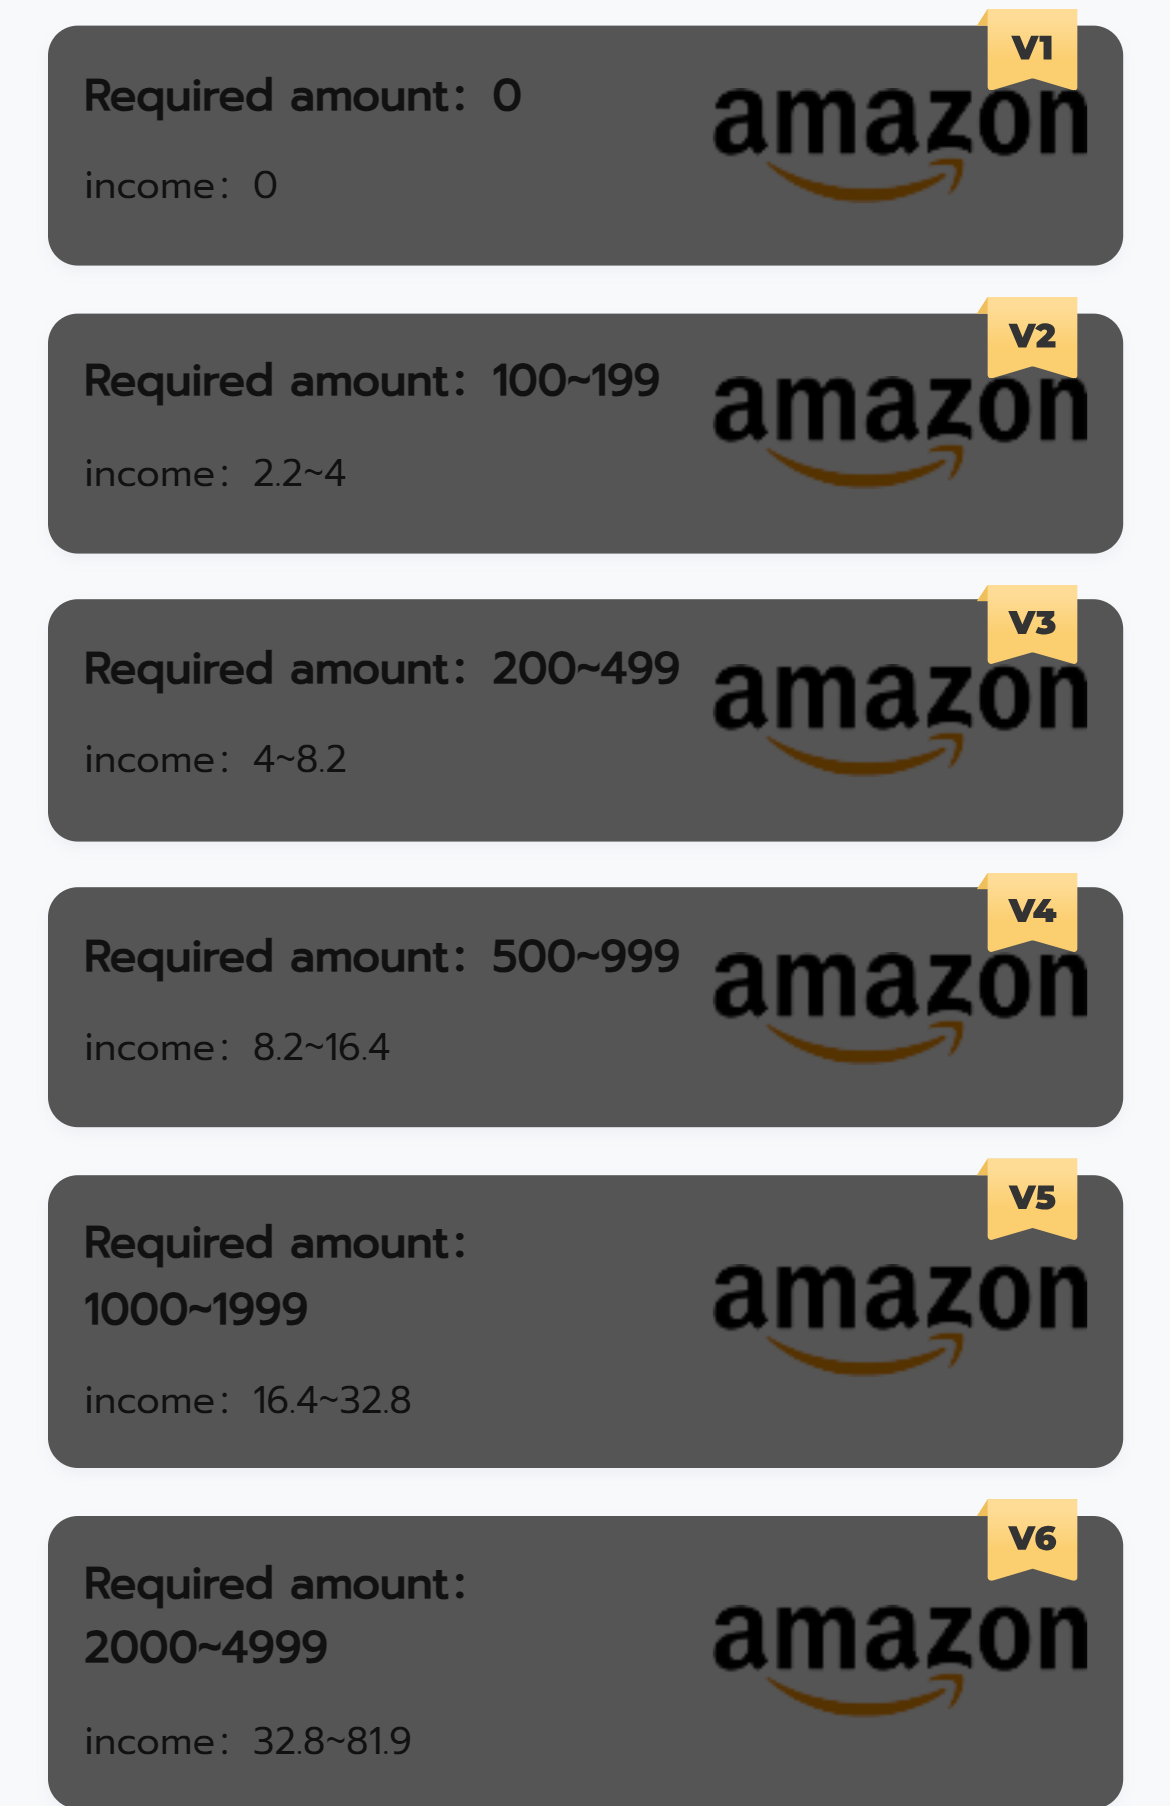 V1
Required amount: 0
amazon
income: 0
V2
Required amount: 100~199
amazon
income: 2.2~4
V3
Required amount: 200~499
amazon
income: 4~8.2
V4
Required amount: 500~999
amazon
income: 8.2~16.4
V5
Required amount:
1000~1999
amazon
income: 16.4~32.8
V6
Required amount:
2000~4999
amazon
income: 32.8~81.9